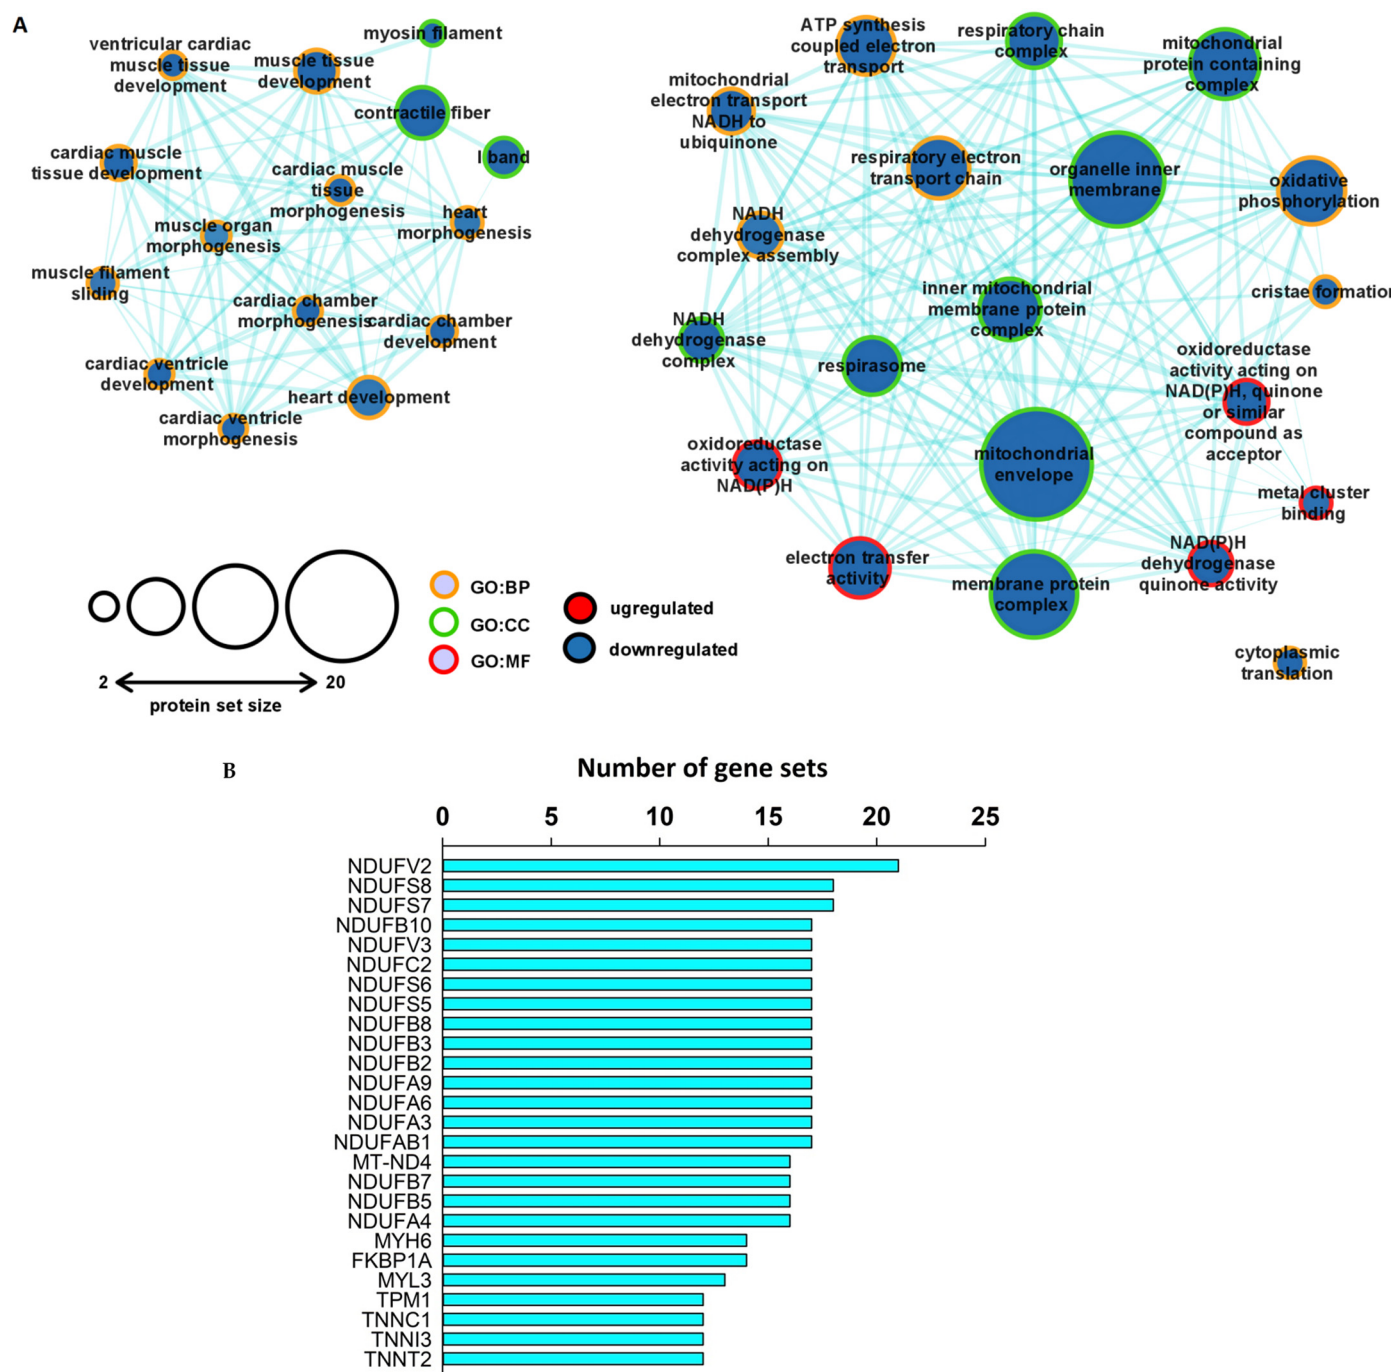 A
myosin filament
ventricular cardiac
muscle tissue
development
muscle tissue
development
contractile fiber
I band
cardiac muscle
tissue development
cardiac muscle
tissue
morphogenesis
heart
morphogenesis
muscle organ
morphogenesis
muscle filament
sliding
cardiac chamber
morphogenesis
cardiac chamber
development
cardiac ventricle
development
heart development
cardiac ventricle
morphogenesis
ATP synthesis
coupled electron
transport
respiratory chain
complex
mitochondrial
protein containing
complex
mitochondrial
electron transport
NADH to
ubiquinone
respiratory electron
transport chain
organelle inner
membrane
oxidative
phosphorylation
NADH
dehydrogenase
complex assembly
cristae formation
inner mitochondrial
membrane protein
complex
NADH
dehydrogenase
complex
respirasome
oxidoreductase
activity acting on
NAD(P)H, quinone
or similar
compound as
acceptor
oxidoreductase
activity acting on
NAD(P)H
mitochondrial
envelope
metal cluster
binding
electron transfer
activity
membrane protein
complex
NAD(P)H
dehydrogenase
quinone activity
cytoplasmic
translation
2
20
protein set size
GO:BP
GO:CC
GO:MF
ugregulated
downregulated
B
Number of gene sets
0 5 10 15 20 25
NDUFV2
NDUFS8
NDUFS7
NDUFB10
NDUFV3
NDUFC2
NDUFS6
NDUFS5
NDUFB8
NDUFB3
NDUFB2
NDUFA9
NDUFA6
NDUFA3
NDUFAB1
MT-ND4
NDUFB7
NDUFB5
NDUFA4
MYH6
FKBP1A
MYL3
TPM1
TNNC1
TNNI3
TNNT2